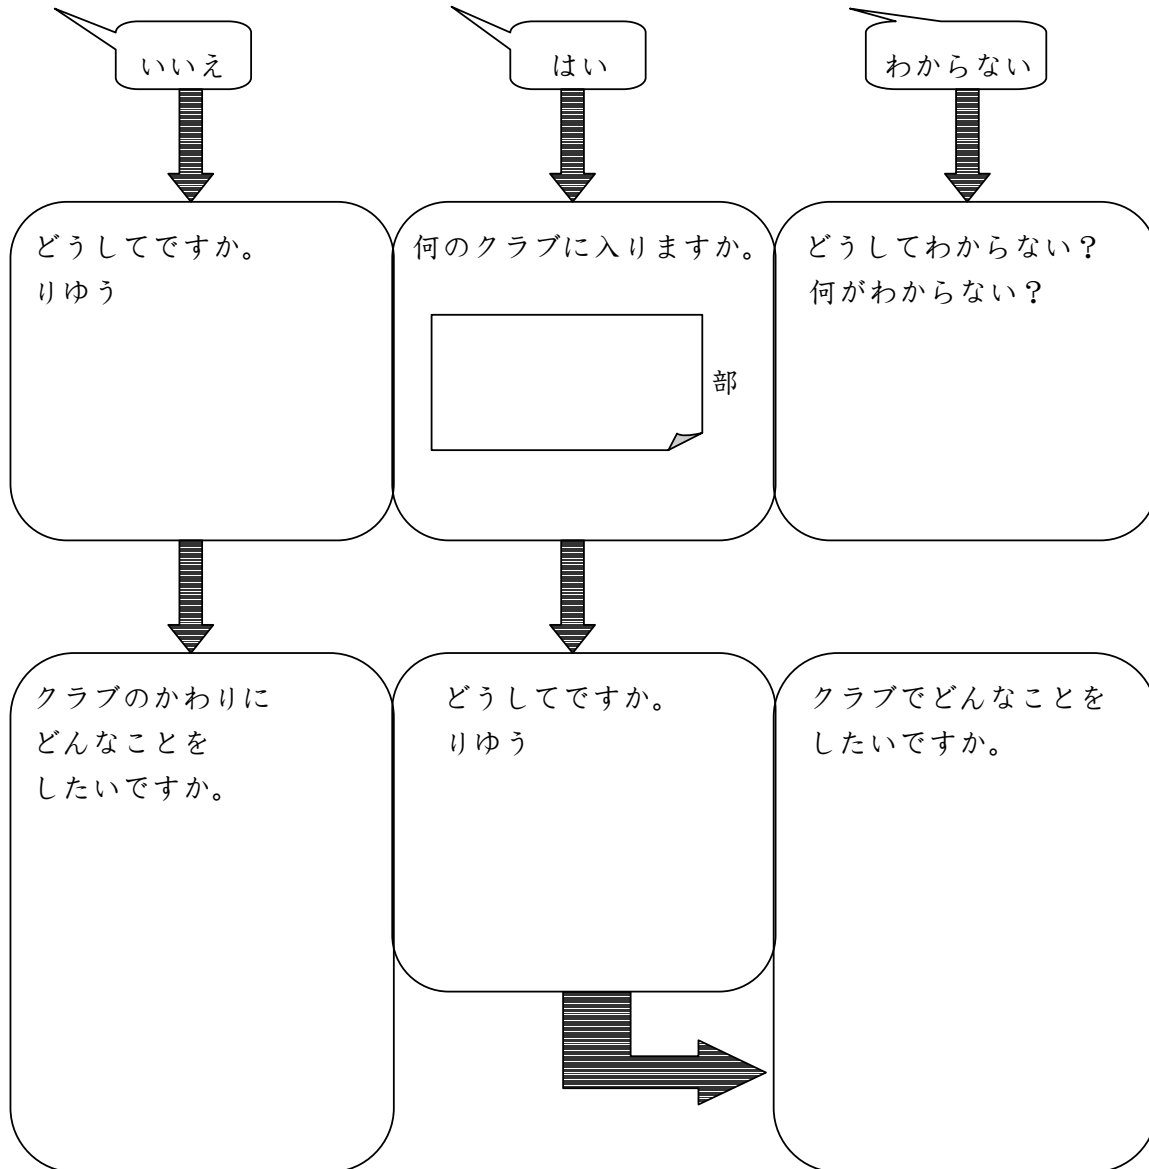 いいえ
はい
わからない
どうしてですか。
りゆう
何のクラブに入りますか。
部
どうしてわからない？
何がわからない？
クラブのかわりに
どんなことを
したいですか。
どうしてですか。
りゆう
クラブでどんなことを
したいですか。